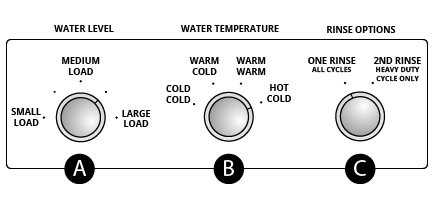 WATER LEVEL
WATER TEMPERATURE
RINSE OPTIONS
MEDIUM
LOAD
SMALL
LOAD
LARGE
LOAD
WARM
COLD
WARM
WARM
COLD
COLD
HOT
COLD
ONE RINSE
ALL CYCLES
2ND RINSE
HEAVY DUTY
CYCLE ONLY
A
B
C